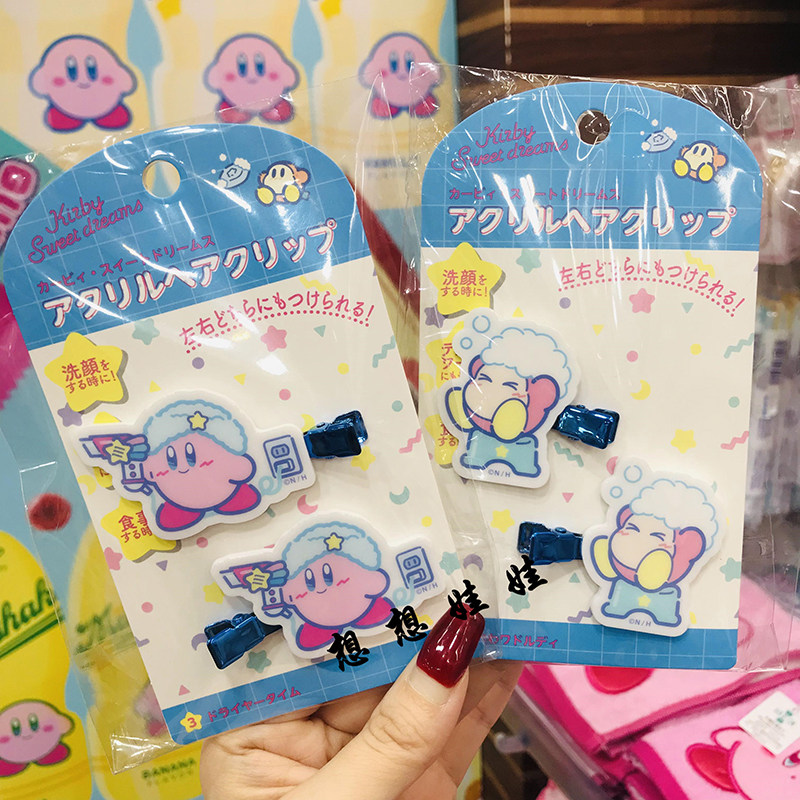 Kirby
Sweet dreams
カービィ・スイートドリームス
アクリルヘアクリップ
左右どちらにもつけられる!
洗顔を
する時に!
食事
する時
©N/H
©N/H
3 ドライヤータイム
Kirby
Sweet dreams
カービィ・スイートドリームス
アクリルヘアクリップ
左右どちらにもつけられる!
洗顔を
する時に!
©N/H
©N/H
ワドルディ
想想娃娃
BANANA